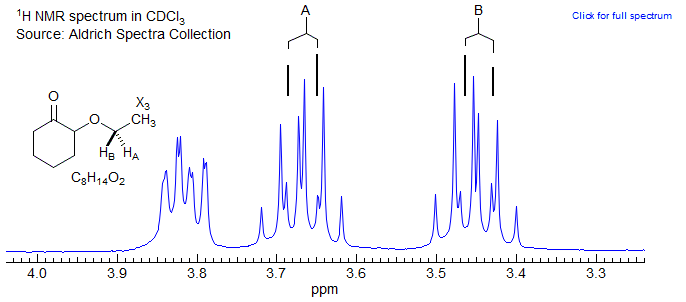 ¹H NMR spectrum in CDCl₃
Source: Aldrich Spectra Collection
A
B
Click for full spectrum
O
O
X₃
CH₃
H_B H_A
C₈H₁₄O₂
4.0 3.9 3.8 3.7 3.6 3.5 3.4 3.3
ppm